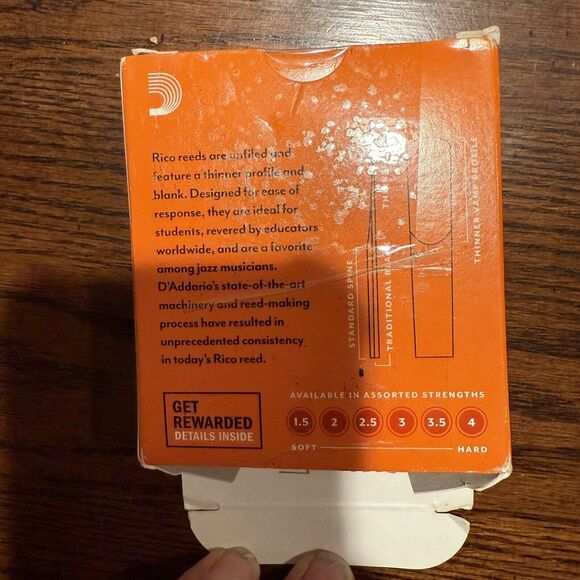 Rico reeds are unfiled and
feature a thinner profile and
blank. Designed for ease of
response, they are ideal for
students, revered by educators
worldwide, and are a favorite
among jazz musicians.
D'Addario's state-of-the-art
machinery and reed-making
process have resulted in
unprecedented consistency
in today's Rico reed.
STANDARD SPINE
TRADITIONAL
THINNER VAMP PROFILE
GET
REWARDED
DETAILS INSIDE
AVAILABLE IN ASSORTED STRENGTHS
1.5 2 2.5 3 3.5 4
SOFT HARD